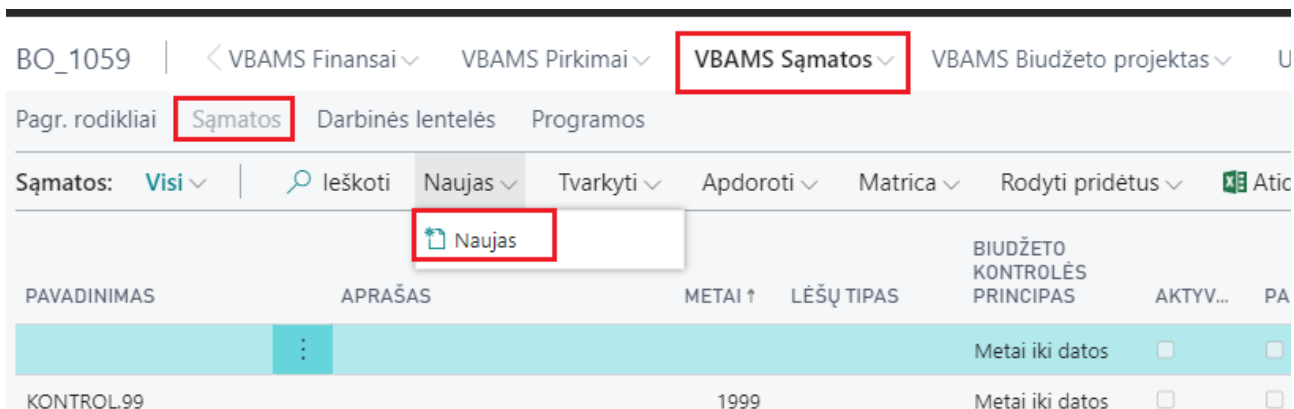 BO_1059 VBAMS Finansai VBAMS Pirkimai VBAMS Sąmatos VBAMS Biudžeto projektas U
Pagr. rodikliai Sąmatos Darbinės lentelės Programos
Sąmatos: Visi Ieškoti Naujas Tvarkyti Apdoroti Matrica Rodyti pridėtus Atid
Naujas
PAVADINIMAS APRAŠAS METAI ↑ LĖŠŲ TIPAS BIUDŽETO KONTROLĖS PRINCIPAS AKTYV... PA
Metai iki datos
KONTROL.99 1999 Metai iki datos